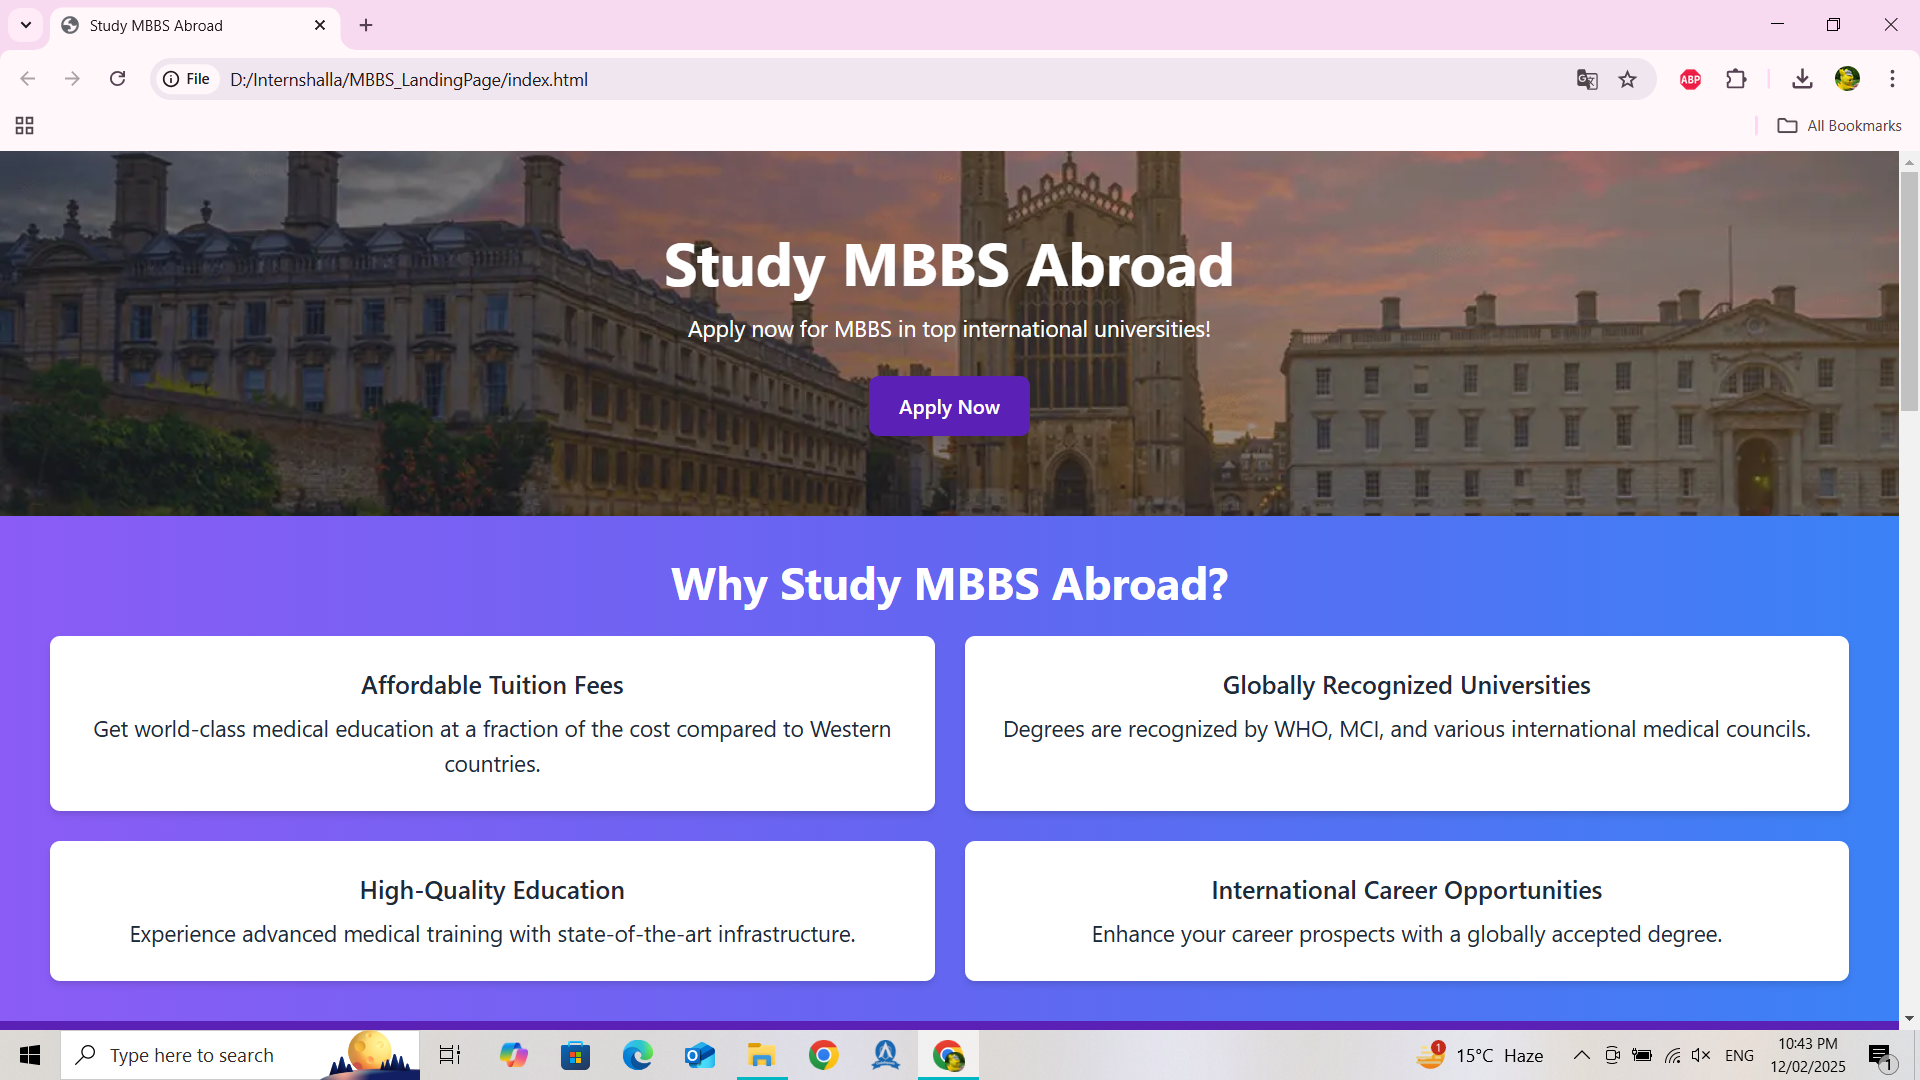 Study MBBS Abroad
File
D:/Internshalla/MBBS_LandingPage/index.html
ABP
All Bookmarks
Study MBBS Abroad
Apply now for MBBS in top international universities!
Apply Now
Why Study MBBS Abroad?
Affordable Tuition Fees
Get world-class medical education at a fraction of the cost compared to Western
countries.
Globally Recognized Universities
Degrees are recognized by WHO, MCI, and various international medical councils.
High-Quality Education
Experience advanced medical training with state-of-the-art infrastructure.
International Career Opportunities
Enhance your career prospects with a globally accepted degree.
Type here to search
1
15°C Haze
ENG
10:43 PM
12/02/2025
1